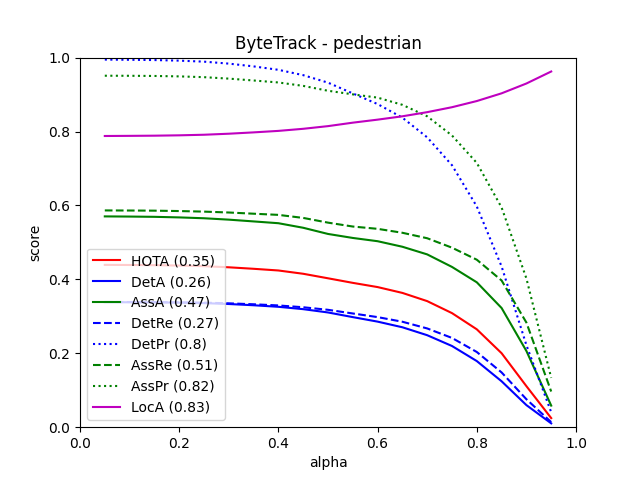 ByteTrack - pedestrian
score
1.0
0.8
0.6
0.4
0.2
0.0
HOTA (0.35)
DetA (0.26)
AssA (0.47)
DetRe (0.27)
DetPr (0.8)
AssRe (0.51)
AssPr (0.82)
LocA (0.83)
0.0 0.2 0.4 0.6 0.8 1.0
alpha